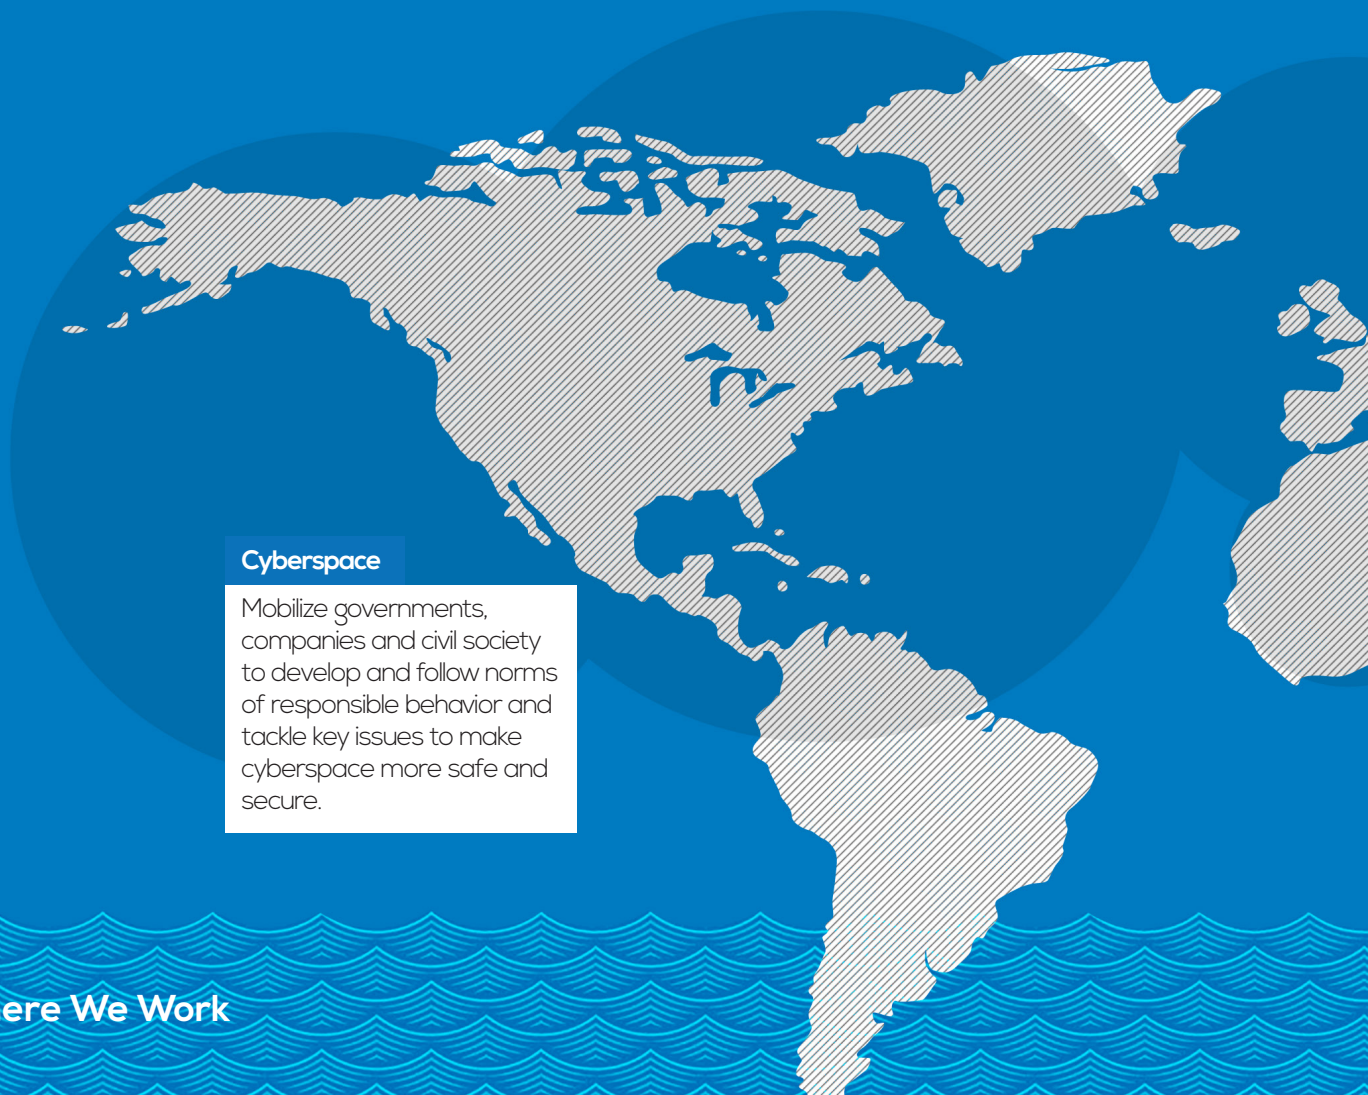 Cyberspace
Mobilize governments,
companies and civil society
to develop and follow norms
of responsible behavior and
tackle key issues to make
cyberspace more safe and
secure.
ere We Work